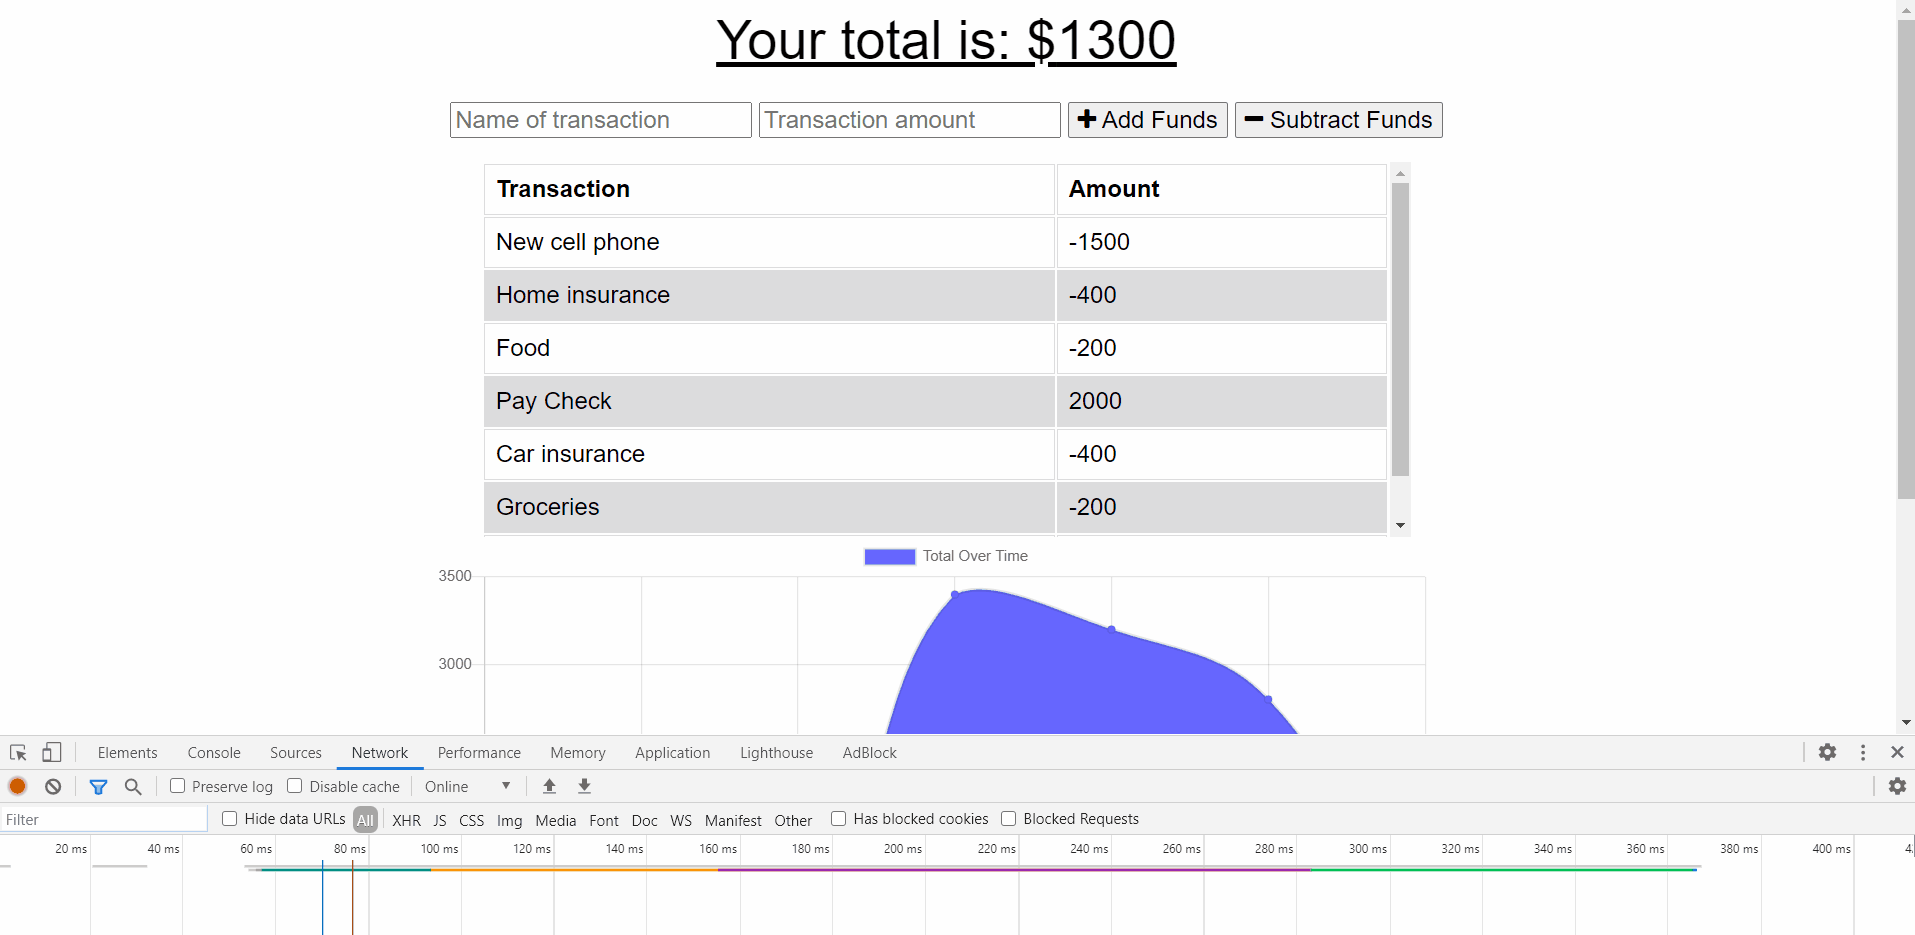 Your total is: $1300
Name of transaction Transaction amount Add Funds Subtract Funds
Transaction Amount
New cell phone -1500
Home insurance -400
Food -200
Pay Check 2000
Car insurance -400
Groceries -200
Total Over Time
3500
3000
Elements Console Sources Network Performance Memory Application Lighthouse AdBlock
Preserve log Disable cache Online
Filter Hide data URLs All XHR JS CSS Img Media Font Doc WS Manifest Other Has blocked cookies Blocked Requests
20 ms 40 ms 60 ms 80 ms 100 ms 120 ms 140 ms 160 ms 180 ms 200 ms 220 ms 240 ms 260 ms 280 ms 300 ms 320 ms 340 ms 360 ms 380 ms 400 ms